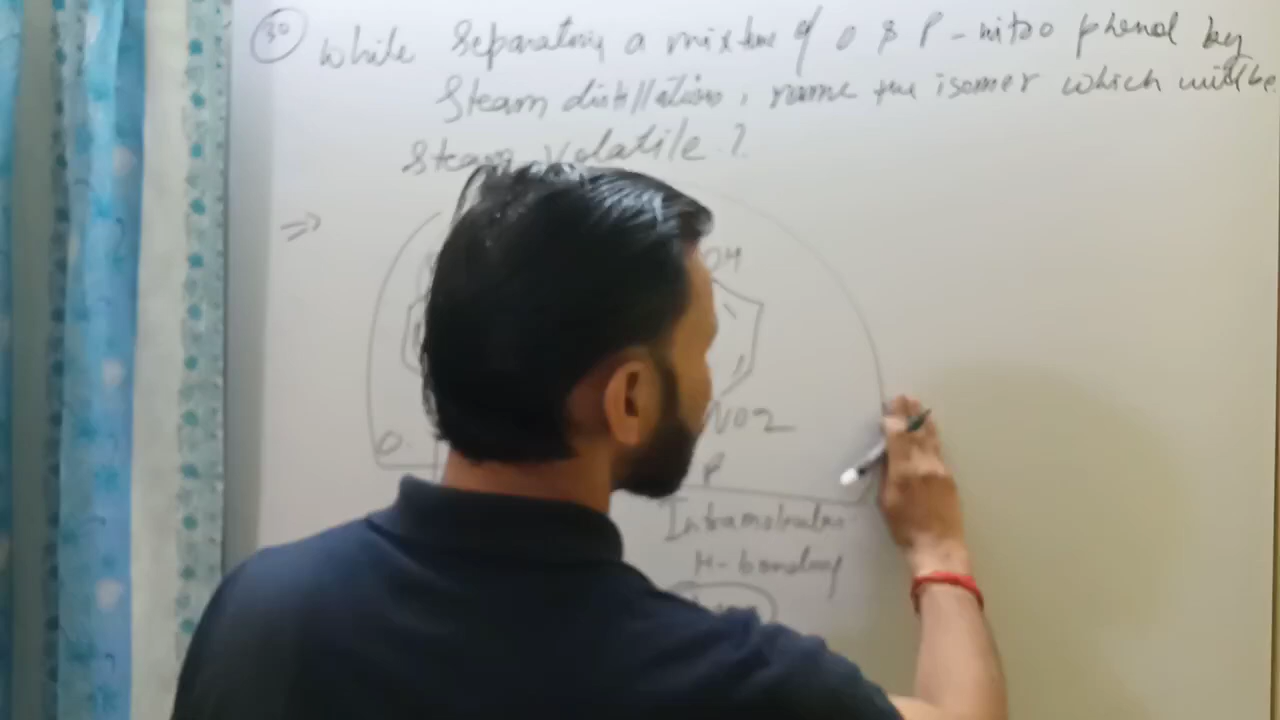 30 While Separating a mixture of o & P-nitro phenol by
Steam distillation, name the isomer which will be
Steam Volatile ?
⇒
OH
NO2
O
P
Intramolecular
H-bonding